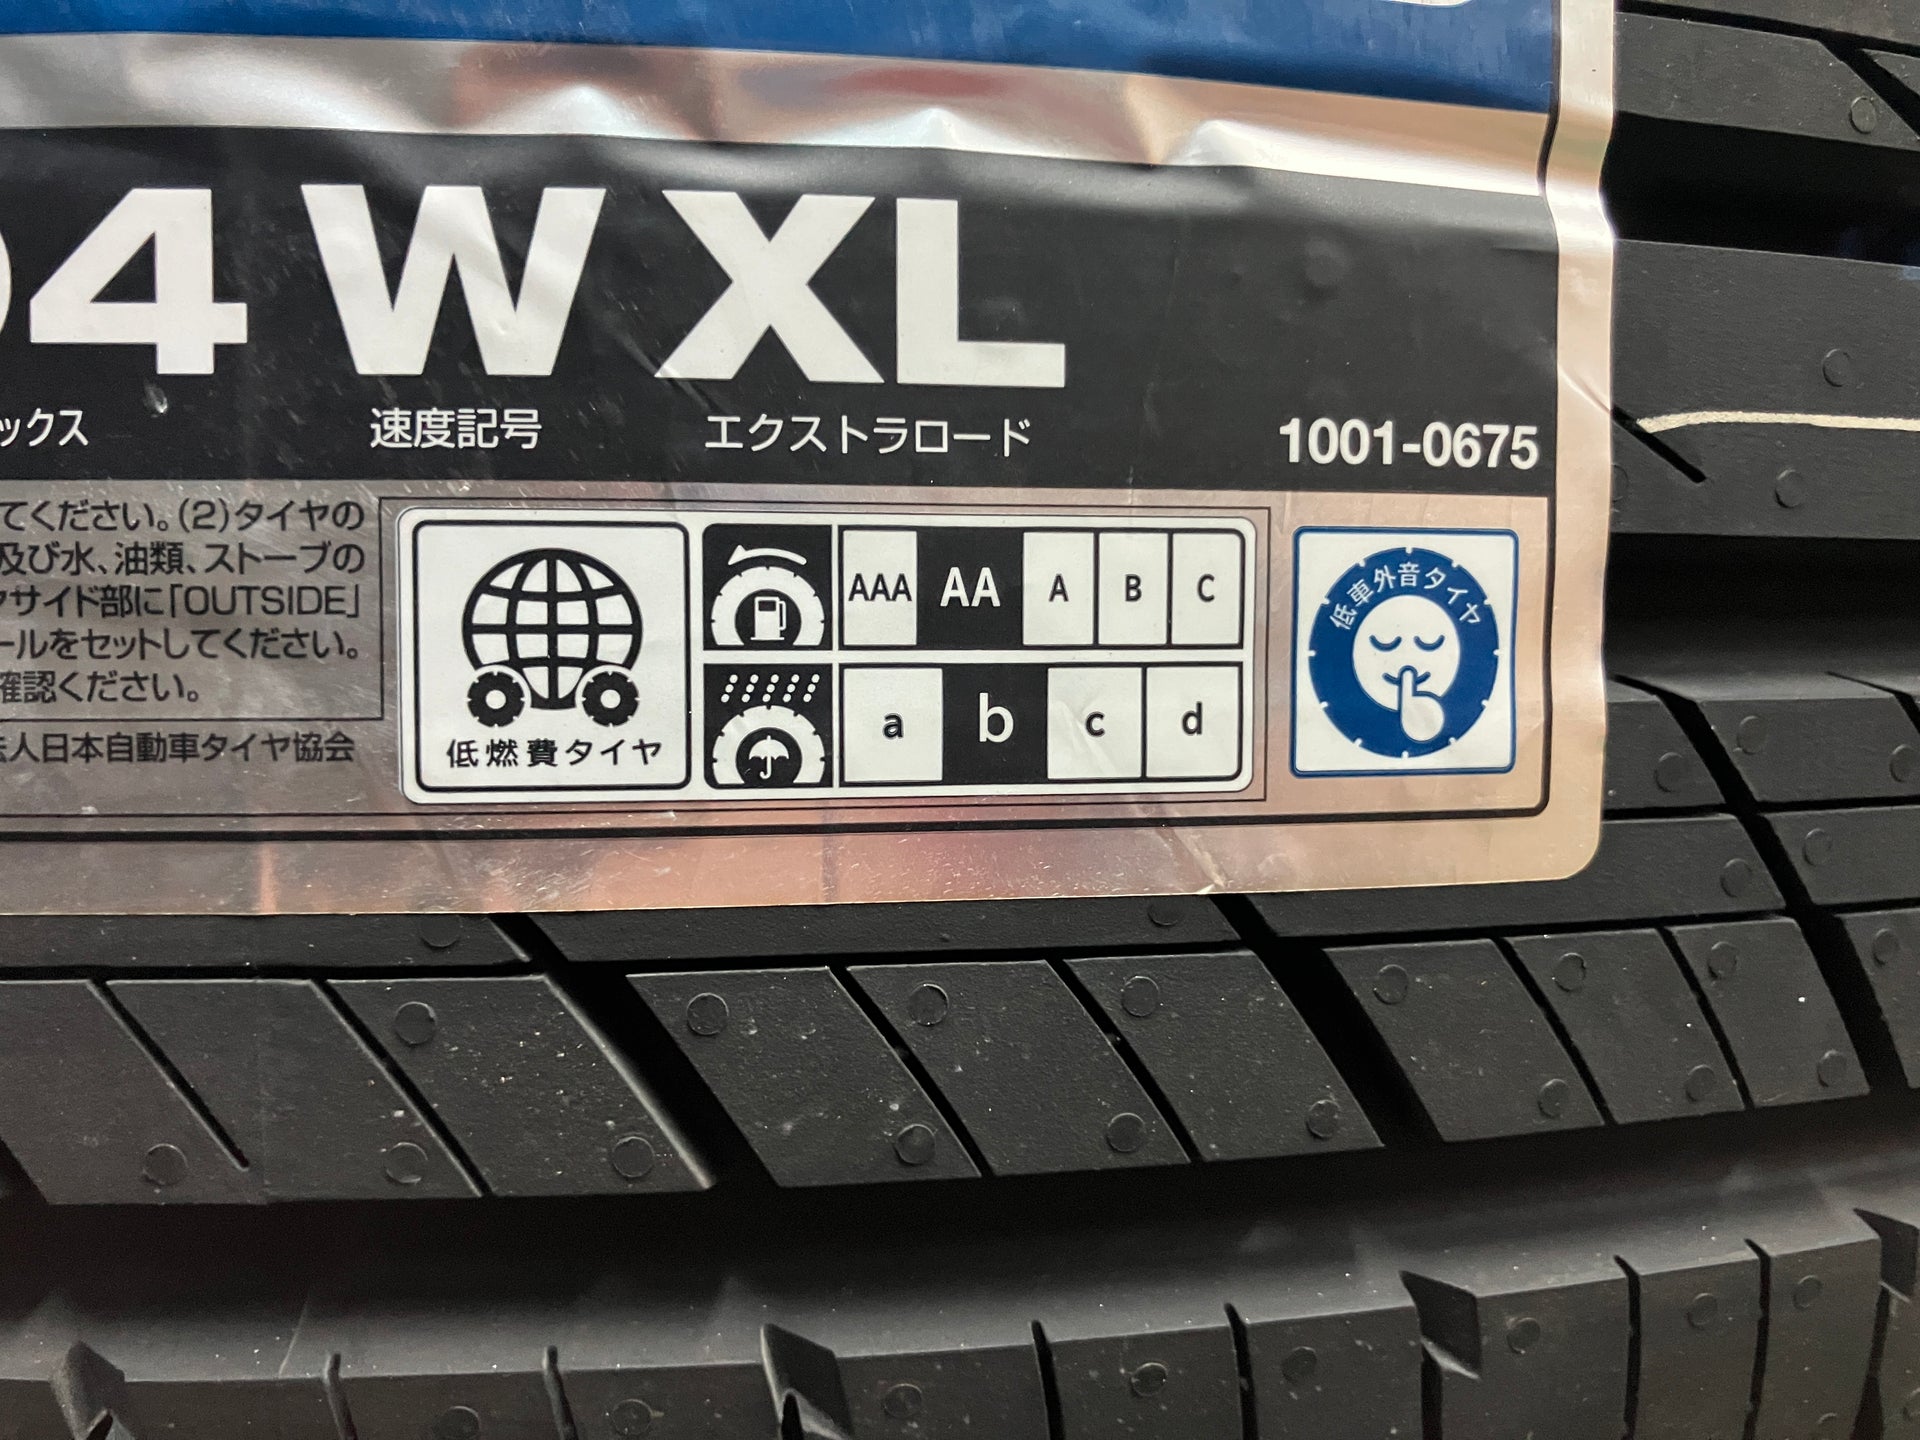 4 W XL
ックス 速度記号 エクストラロード 1001-0675
てください。(2)タイヤの
及び水、油類、ストーブの
サイド部に「OUTSIDE」
ールをセットしてください。
確認ください。
法人日本自動車タイヤ協会
低燃費タイヤ
AAA AA A B C
a b c d
低車外音タイヤ